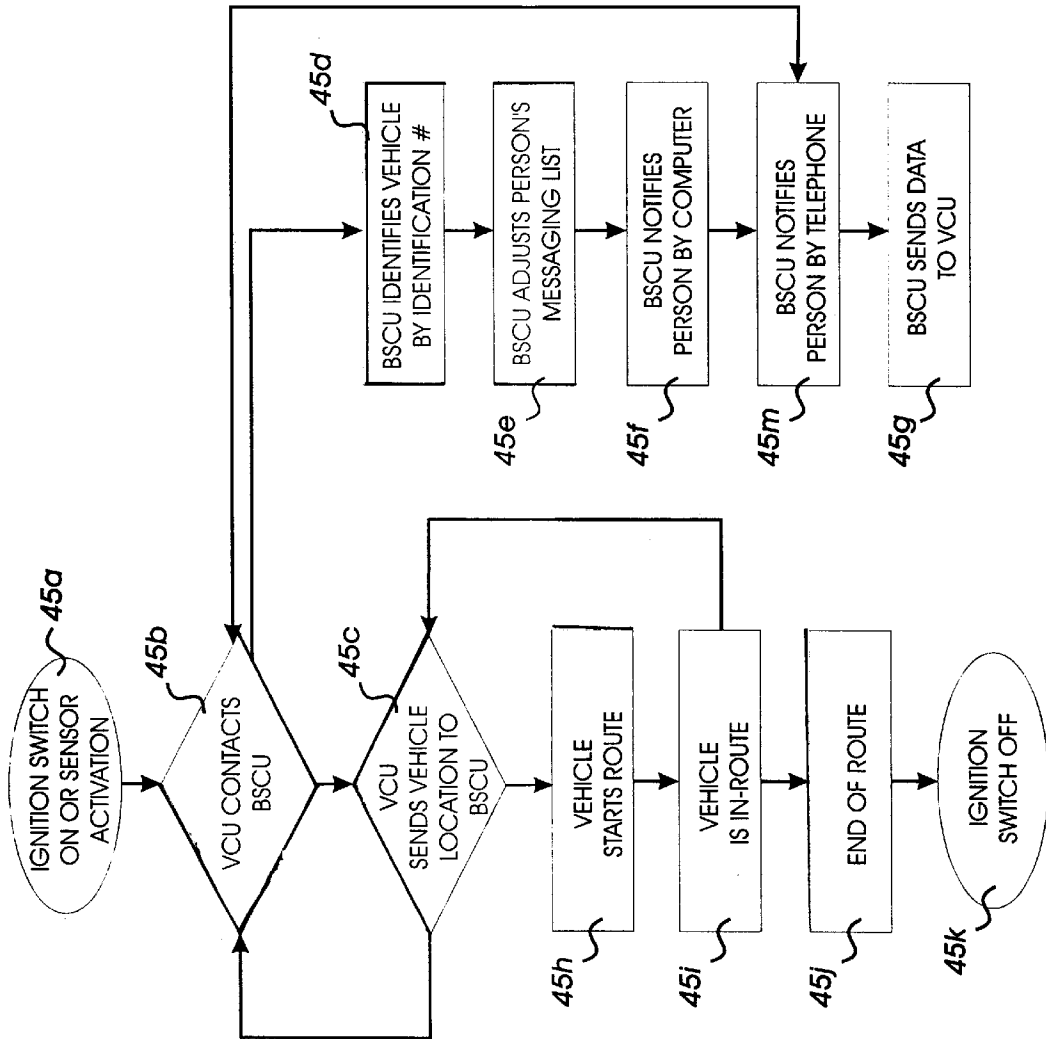 IGNITION SWITCH
ON OR SENSOR
ACTIVATION
45a
VCU CONTACTS
BSCU
45b
VCU
SENDS VEHICLE
LOCATION TO
BSCU
45c
VEHICLE
STARTS ROUTE
45h
VEHICLE
IS IN-ROUTE
45i
END OF ROUTE
45j
IGNITION
SWITCH OFF
45k
BSCU IDENTIFIES VEHICLE
BY IDENTIFICATION #
45d
BSCU ADJUSTS PERSON'S
MESSAGING LIST
45e
BSCU NOTIFIES
PERSON BY COMPUTER
45f
BSCU NOTIFIES
PERSON BY TELEPHONE
45m
BSCU SENDS DATA
TO VCU
45g